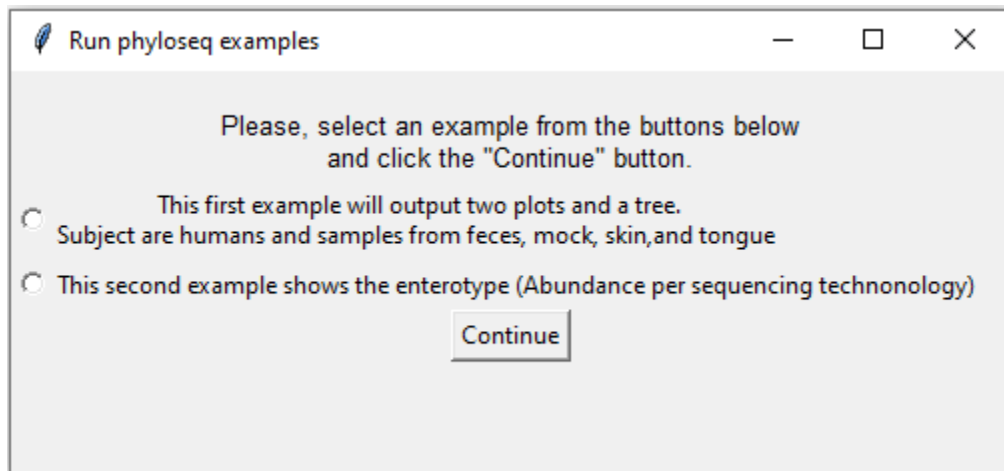 Run phyloseq examples
Please, select an example from the buttons below
and click the "Continue" button.
This first example will output two plots and a tree.
Subject are humans and samples from feces, mock, skin,and tongue
This second example shows the enterotype (Abundance per sequencing technonology)
Continue